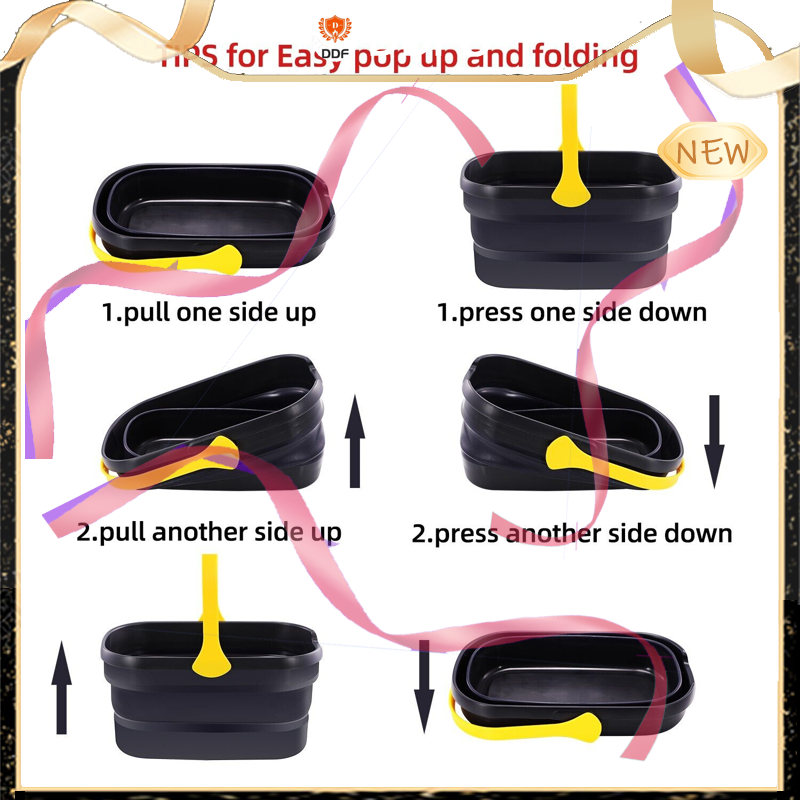 DDF
TIPS for Easy pop up and folding
NEW
1.pull one side up
1.press one side down
2.pull another side up
2.press another side down